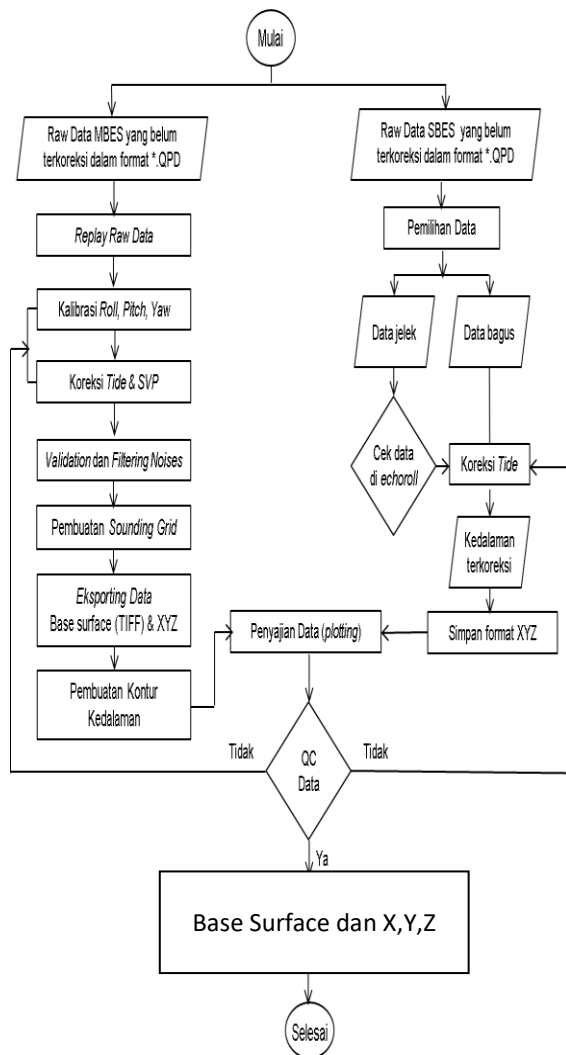 Mulai
Raw Data MBES yang belum
terkoreksi dalam format *.QPD
Replay Raw Data
Kalibrasi Roll, Pitch, Yaw
Koreksi Tide & SVP
Validation dan Filtering Noises
Pembuatan Sounding Grid
Eksporting Data
Base surface (TIFF) & XYZ
Pembuatan Kontur
Kedalaman
Raw Data SBES yang belum
terkoreksi dalam format *.QPD
Pemilihan Data
Data jelek
Data bagus
Cek data
di echoroll
Koreksi Tide
Kedalaman
terkoreksi
Simpan format XYZ
Penyajian Data (plotting)
Tidak
QC
Data
Tidak
Ya
Base Surface dan X,Y,Z
Selesai